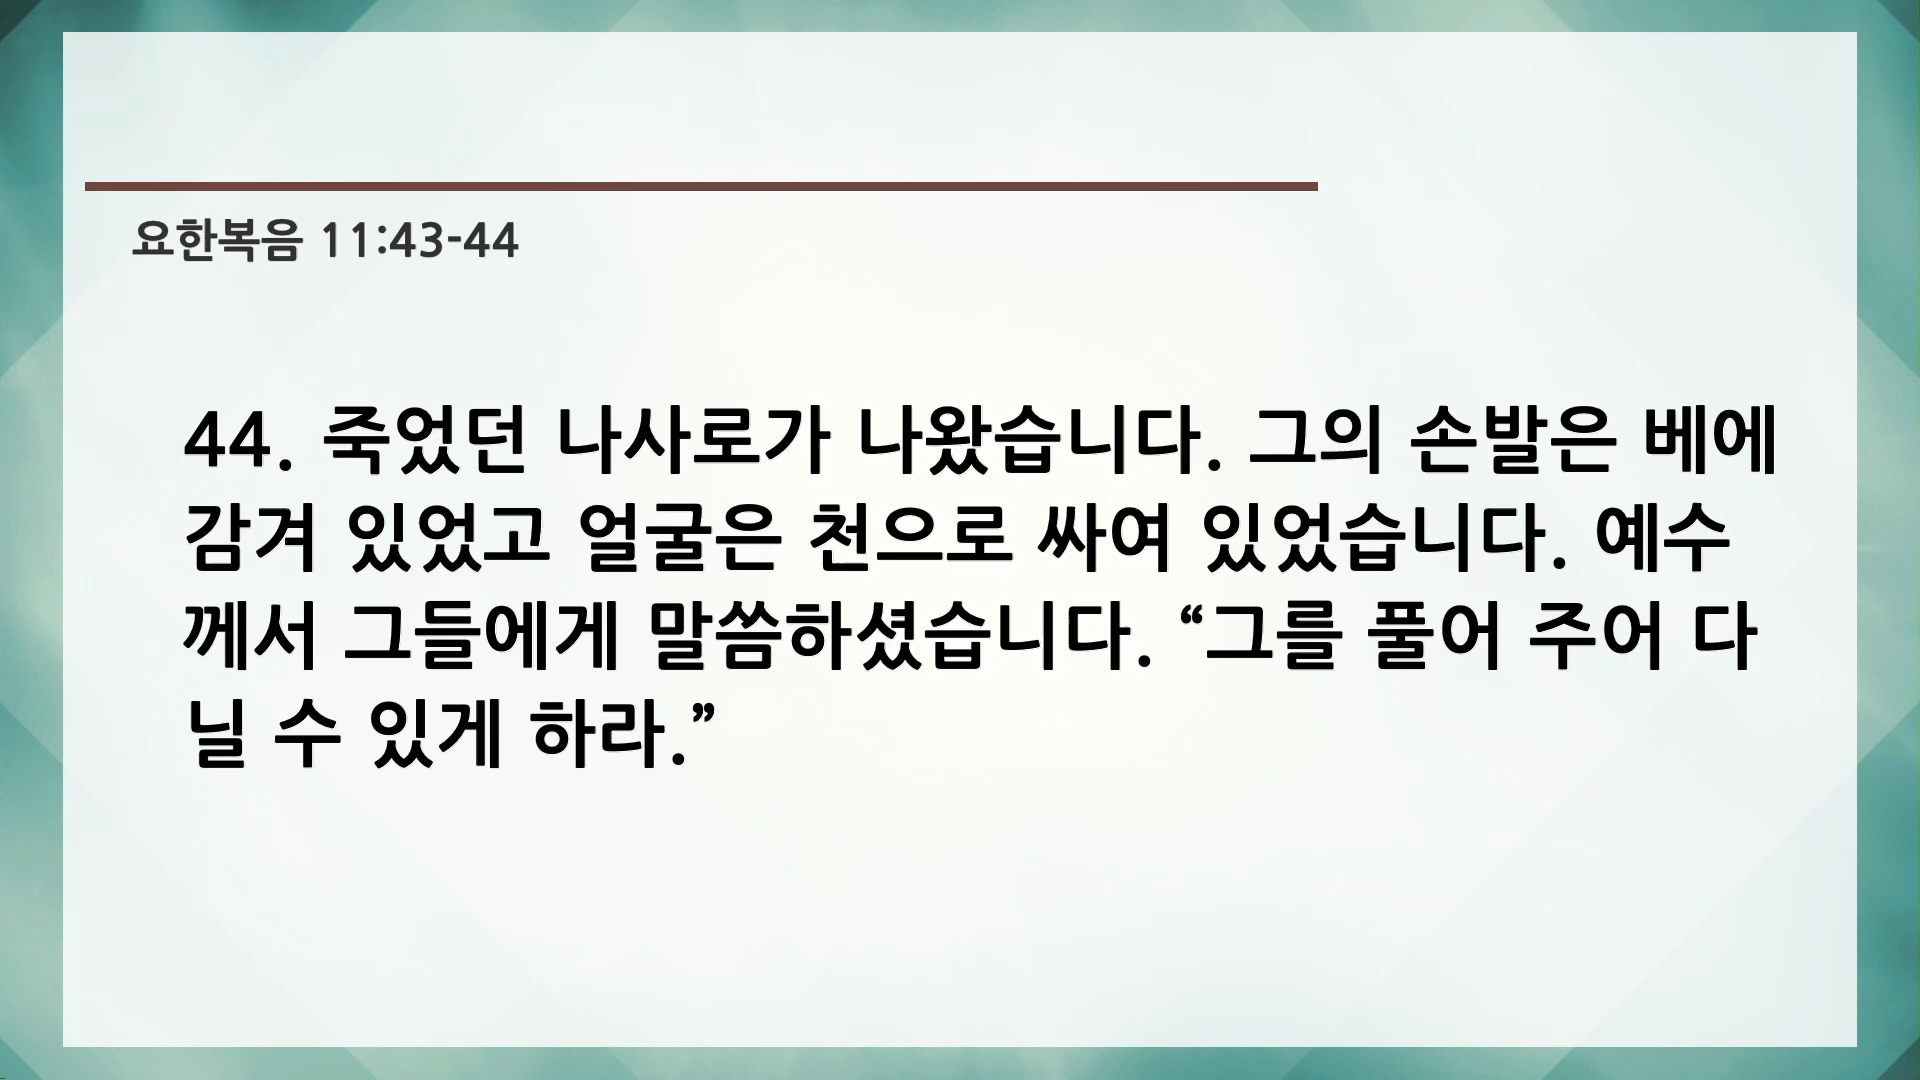 요한복음 11:43-44
44. 죽었던 나사로가 나왔습니다. 그의 손발은 베에
감겨 있었고 얼굴은 천으로 싸여 있었습니다. 예수
께서 그들에게 말씀하셨습니다. “그를 풀어 주어 다
닐 수 있게 하라.”